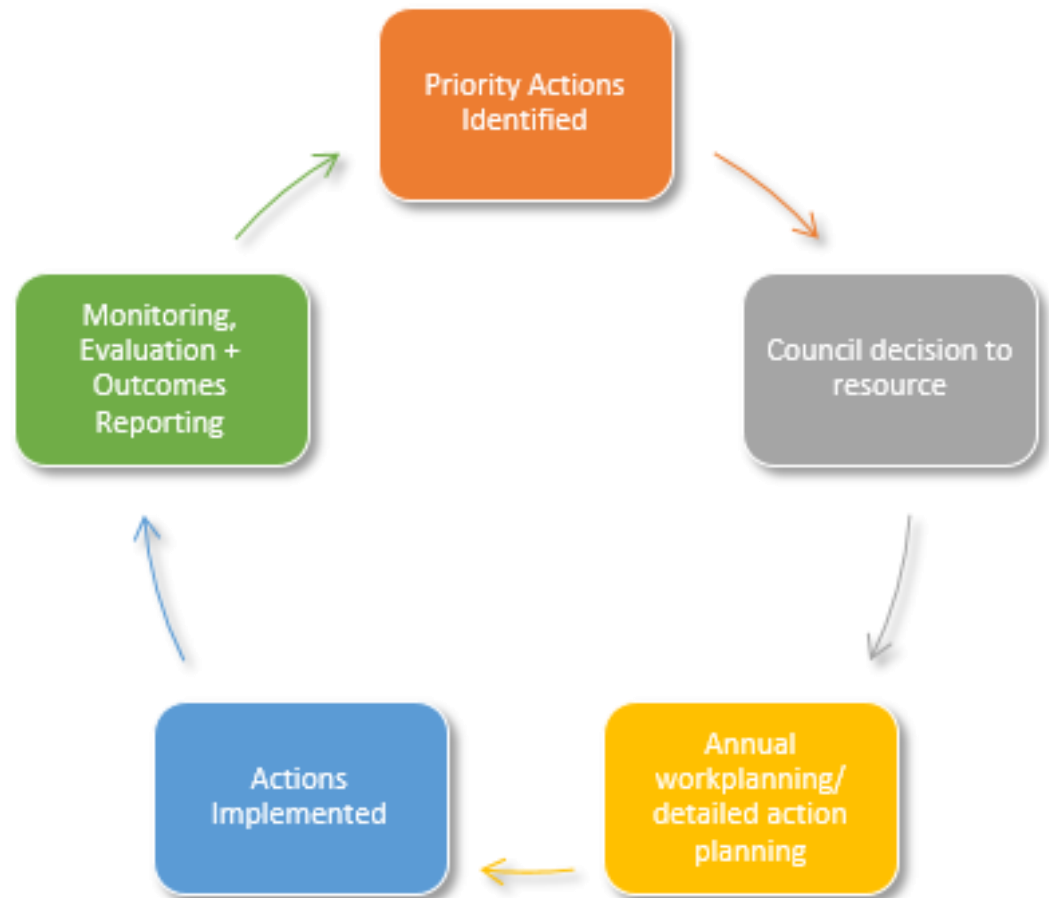 Priority Actions
Identified
Council decision to
resource
Annual
workplanning/
detailed action
planning
Actions
Implemented
Monitoring,
Evaluation +
Outcomes
Reporting